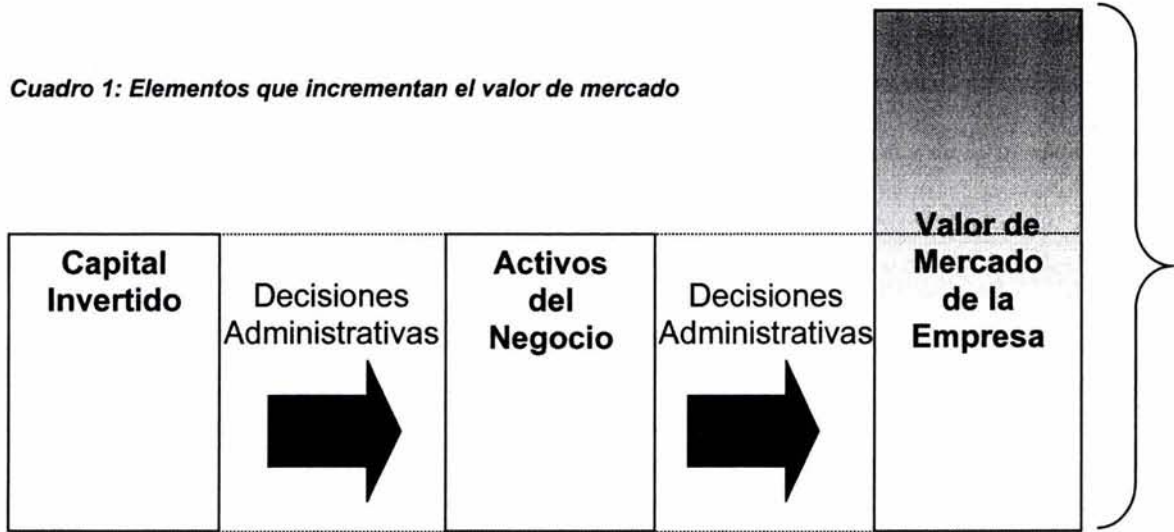 Cuadro 1: Elementos que incrementan el valor de mercado
Capital
Invertido
Decisiones
Administrativas
Activos
del
Negocio
Decisiones
Administrativas
Valor de
Mercado
de la
Empresa